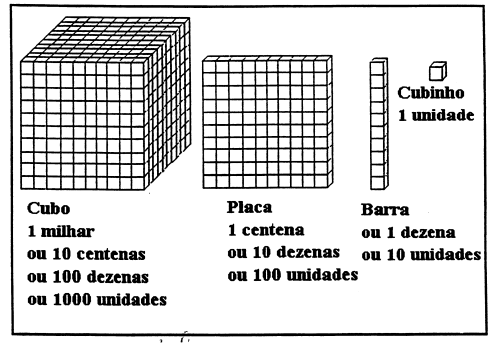 Cubinho
1 unidade
Cubo
1 milhar
ou 10 centenas
ou 100 dezenas
ou 1000 unidades
Placa
1 centena
ou 10 dezenas
ou 100 unidades
Barra
ou 1 dezena
ou 10 unidades